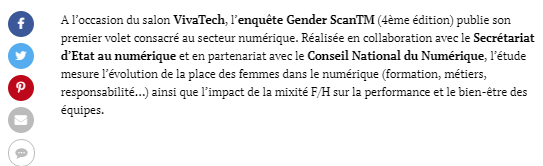 A l'occasion du salon VivaTech, l'enquête Gender ScanTM (4ème édition) publie son
premier volet consacré au secteur numérique. Réalisée en collaboration avec le Secrétariat
d'Etat au numérique et en partenariat avec le Conseil National du Numérique, l'étude
mesure l'évolution de la place des femmes dans le numérique (formation, métiers,
responsabilité…) ainsi que l'impact de la mixité F/H sur la performance et le bien-être des
équipes.